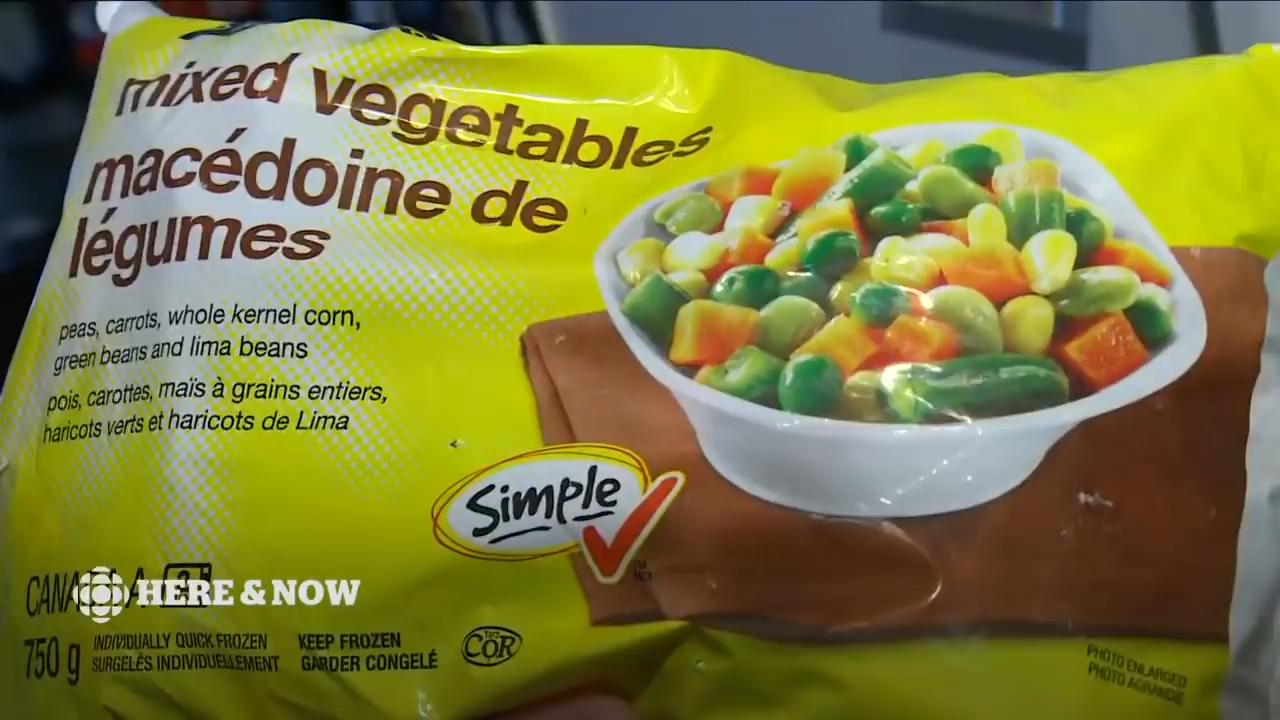 mixed vegetables
macédoine de
légumes
peas, carrots, whole kernel corn,
green beans and lima beans
pois, carottes, maïs à grains entiers,
haricots verts et haricots de Lima
Simple
TM
MC
HERE & NOW
750 g
INDIVIDUALLY QUICK FROZEN
SURGELÉS INDIVIDUELLEMENT
KEEP FROZEN
GARDER CONGELÉ
COR
PHOTO ENLARGED
PHOTO AGRANDIE